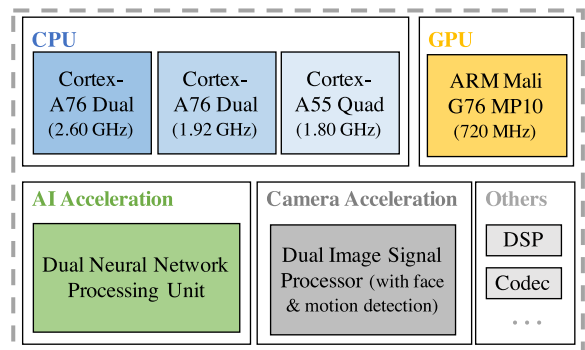 CPU
Cortex-
A76 Dual
(2.60 GHz)
Cortex-
A76 Dual
(1.92 GHz)
Cortex-
A55 Quad
(1.80 GHz)
GPU
ARM Mali
G76 MP10
(720 MHz)
AI Acceleration
Dual Neural Network
Processing Unit
Camera Acceleration
Dual Image Signal
Processor (with face
& motion detection)
Others
DSP
Codec
...